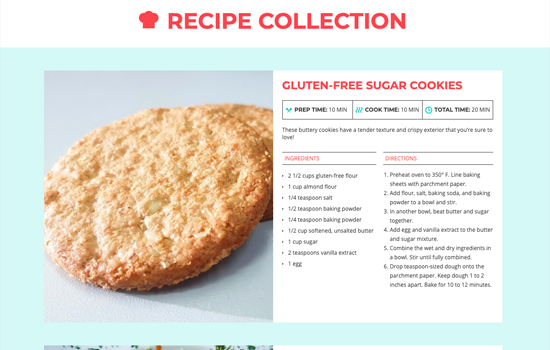 RECIPE COLLECTION
GLUTEN-FREE SUGAR COOKIES
PREP TIME: 10 MIN
COOK TIME: 10 MIN
TOTAL TIME: 20 MIN
These buttery cookies have a tender texture and crispy exterior that you're sure to
love!
INGREDIENTS
2 1/2 cups gluten-free flour
1 cup almond flour
1/4 teaspoon salt
1/2 teaspoon baking powder
1/4 teaspoon baking powder
1/2 cup softened, unsalted butter
1 cup sugar
2 teaspoons vanilla extract
1 egg
DIRECTIONS
1. Preheat oven to 350° F. Line baking
sheets with parchment paper.
2. Add flour, salt, baking soda, and baking
powder to a bowl and stir.
3. In another bowl, beat butter and sugar
together.
4. Add egg and vanilla extract to the butter
and sugar mixture.
5. Combine the wet and dry ingredients in
a bowl. Stir until fully combined.
6. Drop teaspoon-sized dough onto the
parchment paper. Keep dough 1 to 2
inches apart. Bake for 10 to 12 minutes.